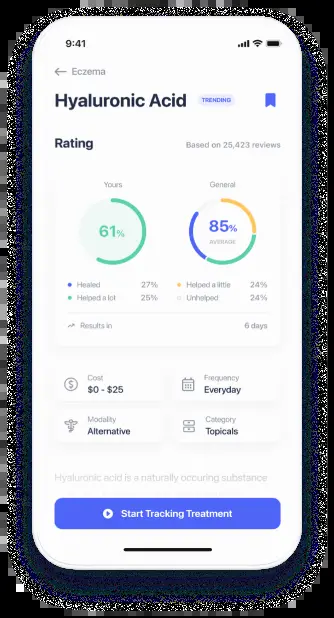 9:41
Eczema
Hyaluronic Acid TRENDING
Rating Based on 25,423 reviews
Yours General
61% 85%
AVERAGE
Healed 27% Helped a little 24%
Helped a lot 25% Unhelped 24%
Results in 6 days
Cost Frequency
$0 - $25 Everyday
Modality Category
Alternative Topicals
Hyaluronic acid is a naturally occuring substance
Start Tracking Treatment